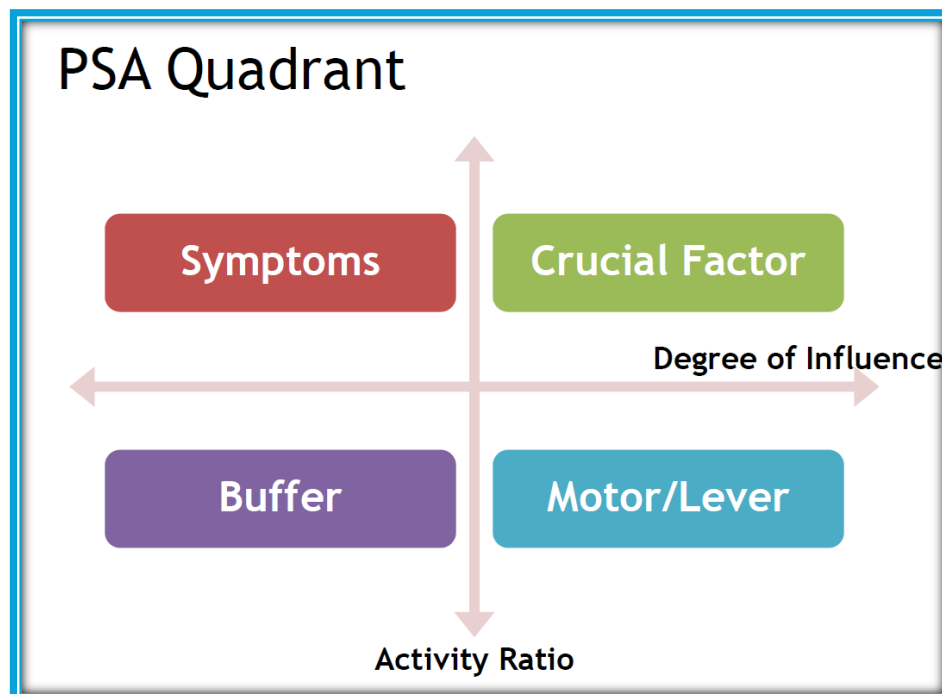 PSA Quadrant
Symptoms
Crucial Factor
Degree of Influence
Buffer
Motor/Lever
Activity Ratio